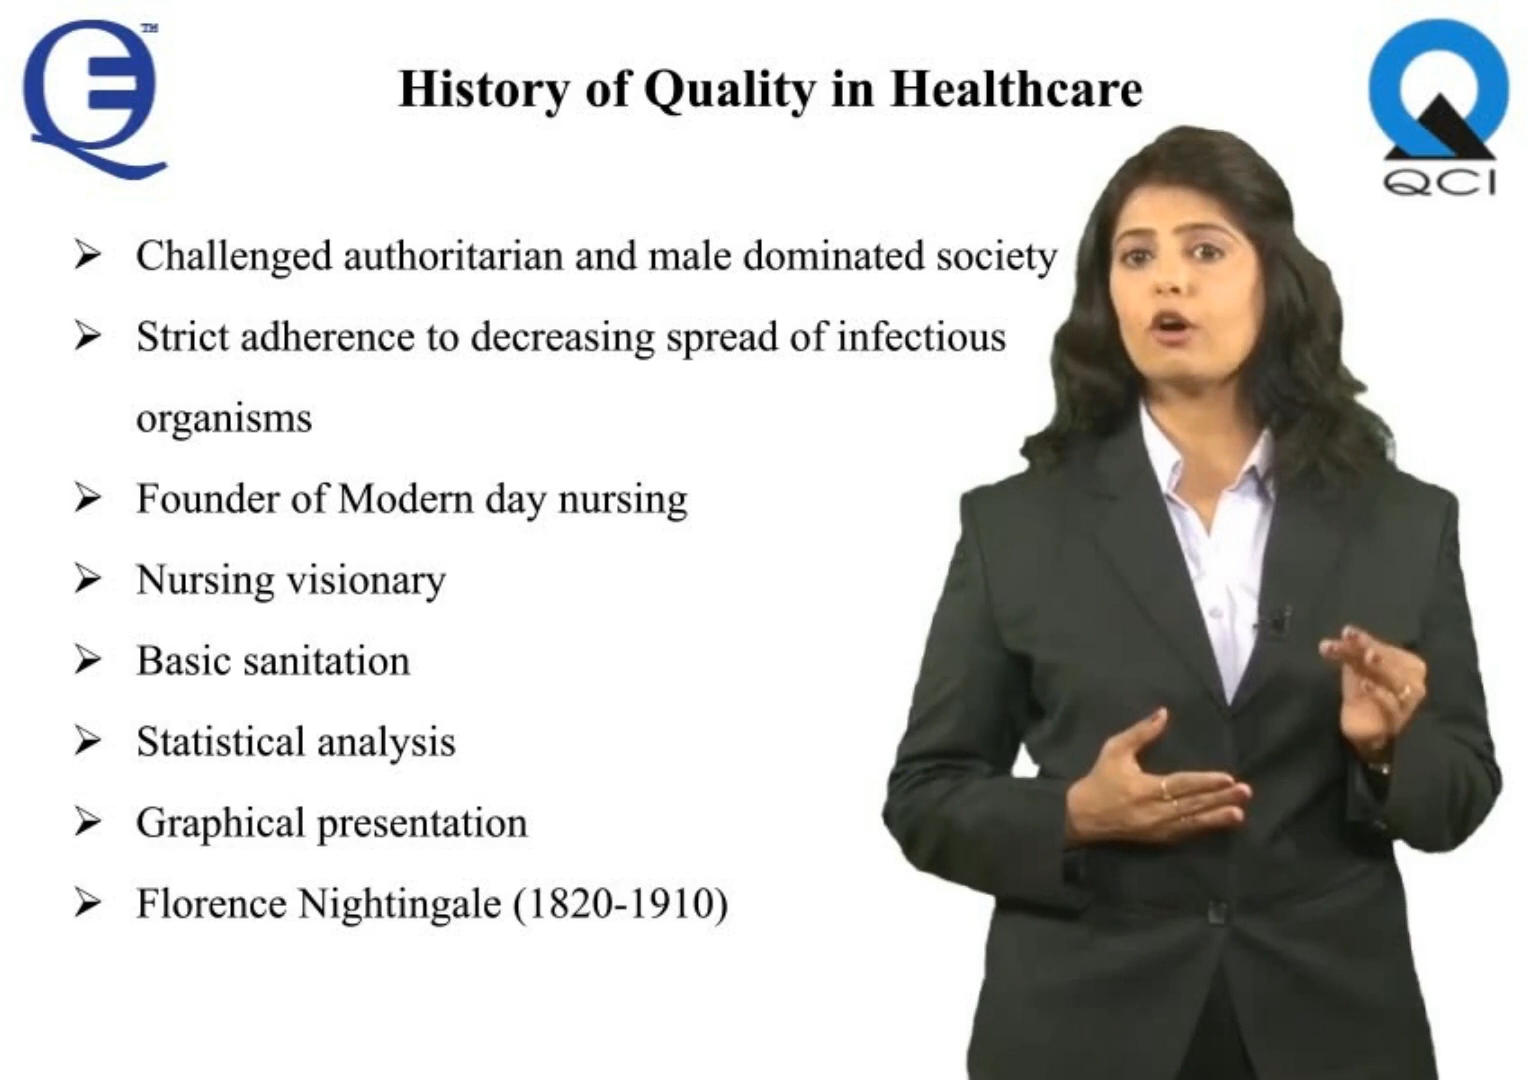 TM
History of Quality in Healthcare
QCI
➢ Challenged authoritarian and male dominated society
➢ Strict adherence to decreasing spread of infectious
organisms
➢ Founder of Modern day nursing
➢ Nursing visionary
➢ Basic sanitation
➢ Statistical analysis
➢ Graphical presentation
➢ Florence Nightingale (1820-1910)